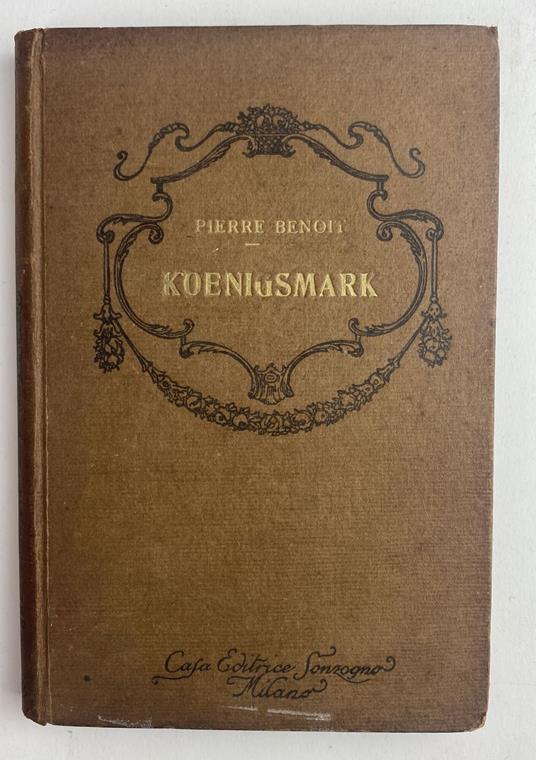 PIERRE BENOIT
KOENIGSMARK
Casa Editrice Sonzogno
Milano